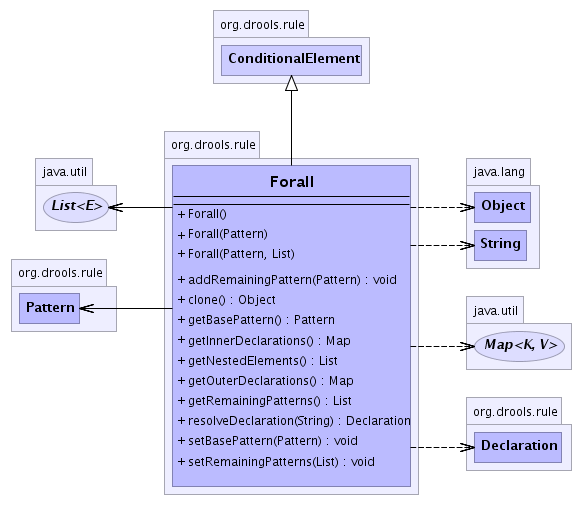 org.drools.rule
ConditionalElement
org.drools.rule
Forall
+ Forall()
+ Forall(Pattern)
+ Forall(Pattern, List)
+ addRemainingPattern(Pattern) : void
+ clone() : Object
+ getBasePattern() : Pattern
+ getInnerDeclarations() : Map
+ getNestedElements() : List
+ getOuterDeclarations() : Map
+ getRemainingPatterns() : List
+ resolveDeclaration(String) : Declaration
+ setBasePattern(Pattern) : void
+ setRemainingPatterns(List) : void
java.util
List<E>
org.drools.rule
Pattern
java.lang
Object
String
java.util
Map<K, V>
org.drools.rule
Declaration